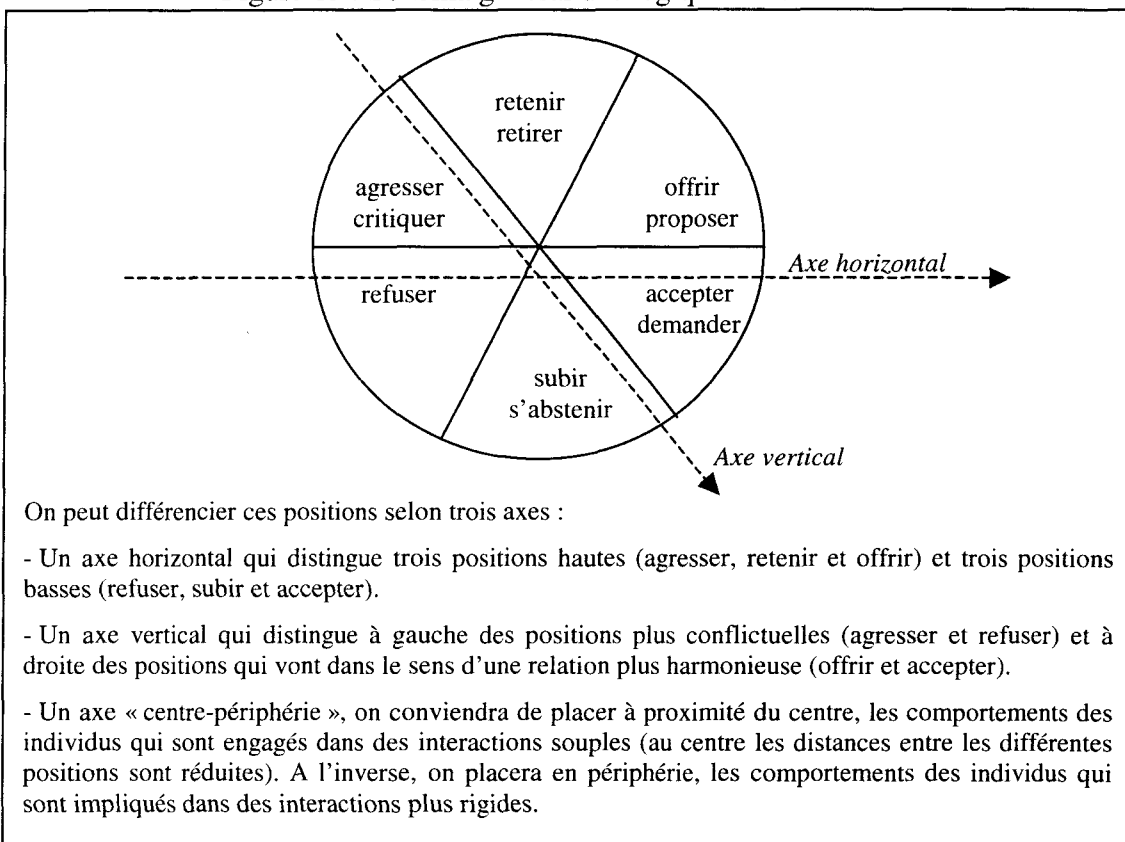 retenir
retirer
agresser
critiquer
offrir
proposer
Axe horizontal
refuser
accepter
demander
subir
s'abstenir
Axe vertical
On peut différencier ces positions selon trois axes :
- Un axe horizontal qui distingue trois positions hautes (agresser, retenir et offrir) et trois positions
basses (refuser, subir et accepter).
- Un axe vertical qui distingue à gauche des positions plus conflictuelles (agresser et refuser) et à
droite des positions qui vont dans le sens d'une relation plus harmonieuse (offrir et accepter).
- Un axe « centre-périphérie », on conviendra de placer à proximité du centre, les comportements des
individus qui sont engagés dans des interactions souples (au centre les distances entre les différentes
positions sont réduites). A l'inverse, on placera en périphérie, les comportements des individus qui
sont impliqués dans des interactions plus rigides.